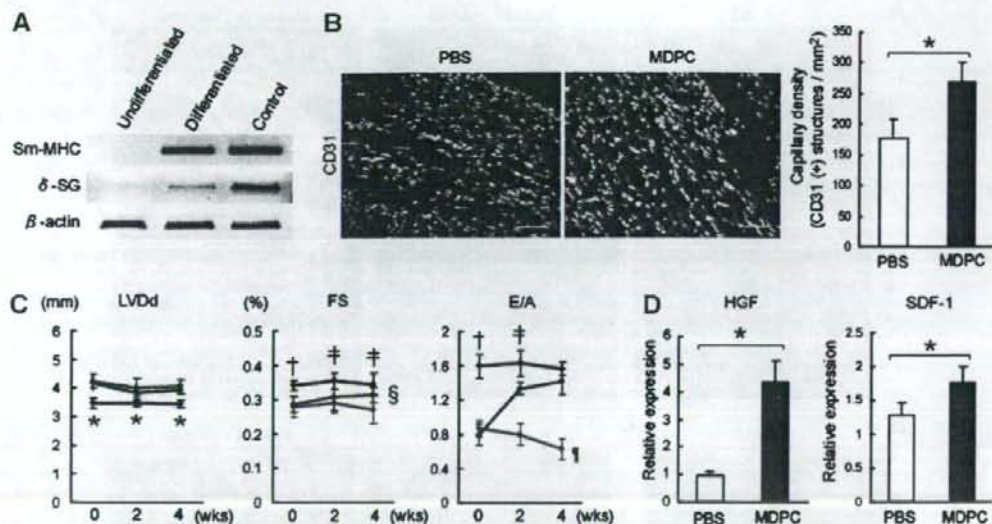 A
Undifferentiated
Differentiated
Control
Sm-MHC
δ-SG
β-actin
B
PBS
MDPC
CD31
Capillary density
(CD31 (+) structures / mm²)
350
300
250
200
150
100
50
0
*
PBS
MDPC
C
(mm)
LVDd
6
5
4
3
2
1
0
* * *
0 2 4 (wks)
(%)
FS
0.5
0.4
0.3
0.2
0.1
0
† ‡ ‡
§
0 2 4 (wks)
E/A
2
1.6
1.2
0.8
0.4
0
† ‡
¶
0 2 4 (wks)
D
HGF
Relative expression
6
5
4
3
2
1
0
*
PBS
MDPC
SDF-1
Relative expression
2.5
2
1.5
1
0.5
0
*
PBS
MDPC